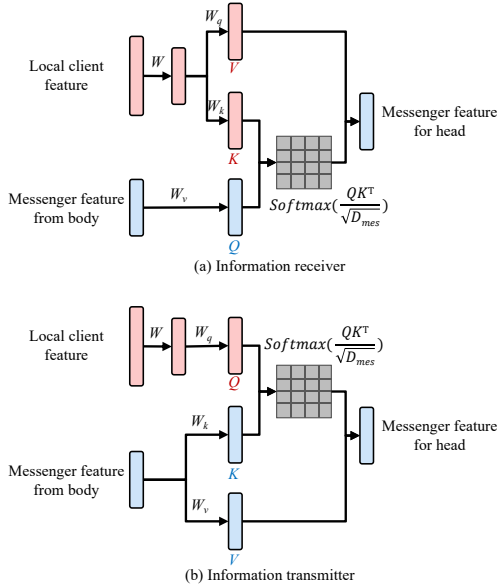 Local client
feature
W
W_q
V
W_k
K
Messenger feature
from body
W_v
Q
Messenger feature
for head
Softmax(QK^T/√D_mes)
(a) Information receiver
Local client
feature
W
W_q
Q
Softmax(QK^T/√D_mes)
W_k
K
Messenger feature
from body
W_v
V
Messenger feature
for head
(b) Information transmitter